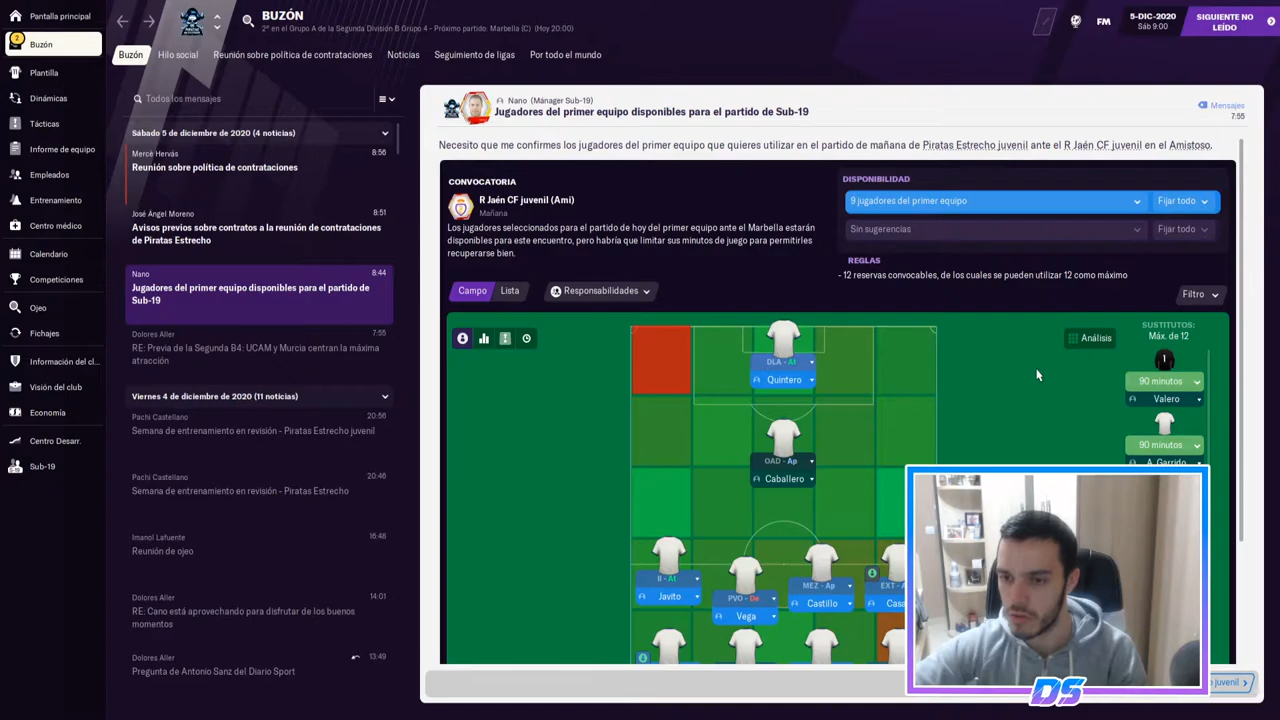 Pantalla principal
2
Buzón
Plantilla
Dinámicas
Tácticas
Informe de equipo
Empleados
Entrenamiento
Centro médico
Calendario
Competiciones
Ojeo
Fichajes
Información del cl...
Visión del club
Economía
Centro Desarr.
Sub-19
BUZÓN
2º en el Grupo A de la Segunda División B Grupo 4 - Próximo partido: Marbella (C) (Hoy 20:00)
FM
5-DIC-2020
Sáb 9:00
SIGUIENTE NO
LEÍDO
Buzón
Hilo social
Reunión sobre política de contrataciones
Noticias
Seguimiento de ligas
Por todo el mundo
Todos los mensajes
Sábado 5 de diciembre de 2020 (4 noticias)
Mercè Hervás
8:56
Reunión sobre política de contrataciones
José Ángel Moreno
8:51
Avisos previos sobre contratos a la reunión de contrataciones
de Piratas Estrecho
Nano
8:44
Jugadores del primer equipo disponibles para el partido de
Sub-19
Dolores Aller
7:55
RE: Previa de la Segunda B4: UCAM y Murcia centran la máxima
atracción
Viernes 4 de diciembre de 2020 (11 noticias)
Pachi Castellano
20:56
Semana de entrenamiento en revisión - Piratas Estrecho juvenil
Pachi Castellano
20:46
Semana de entrenamiento en revisión - Piratas Estrecho
Imanol Lafuente
16:48
Reunión de ojeo
Dolores Aller
14:01
RE: Cano está aprovechando para disfrutar de los buenos
momentos
Dolores Aller
13:49
Pregunta de Antonio Sanz del Diario Sport
Nano (Mánager Sub-19)
Jugadores del primer equipo disponibles para el partido de Sub-19
Mensajes
7:55
Necesito que me confirmes los jugadores del primer equipo que quieres utilizar en el partido de mañana de Piratas Estrecho juvenil ante el R Jaén CF juvenil en el Amistoso.
CONVOCATORIA
R Jaén CF juvenil (Ami)
Mañana
Los jugadores seleccionados para el partido de hoy del primer equipo ante el Marbella estarán
disponibles para este encuentro, pero habría que limitar sus minutos de juego para permitirles
recuperarse bien.
DISPONIBILIDAD
9 jugadores del primer equipo
Fijar todo
Sin sugerencias
Fijar todo
REGLAS
- 12 reservas convocables, de los cuales se pueden utilizar 12 como máximo
Campo
Lista
Responsabilidades
Filtro
Análisis
SUSTITUTOS:
Máx. de 12
1
90 minutos
Valero
90 minutos
A. Garrido
DLA - At
Quintero
OAD - Ap
Caballero
II - At
Javito
PVO - De
Vega
MEZ - Ap
Castillo
EXT - A
Casa
juvenil
DS